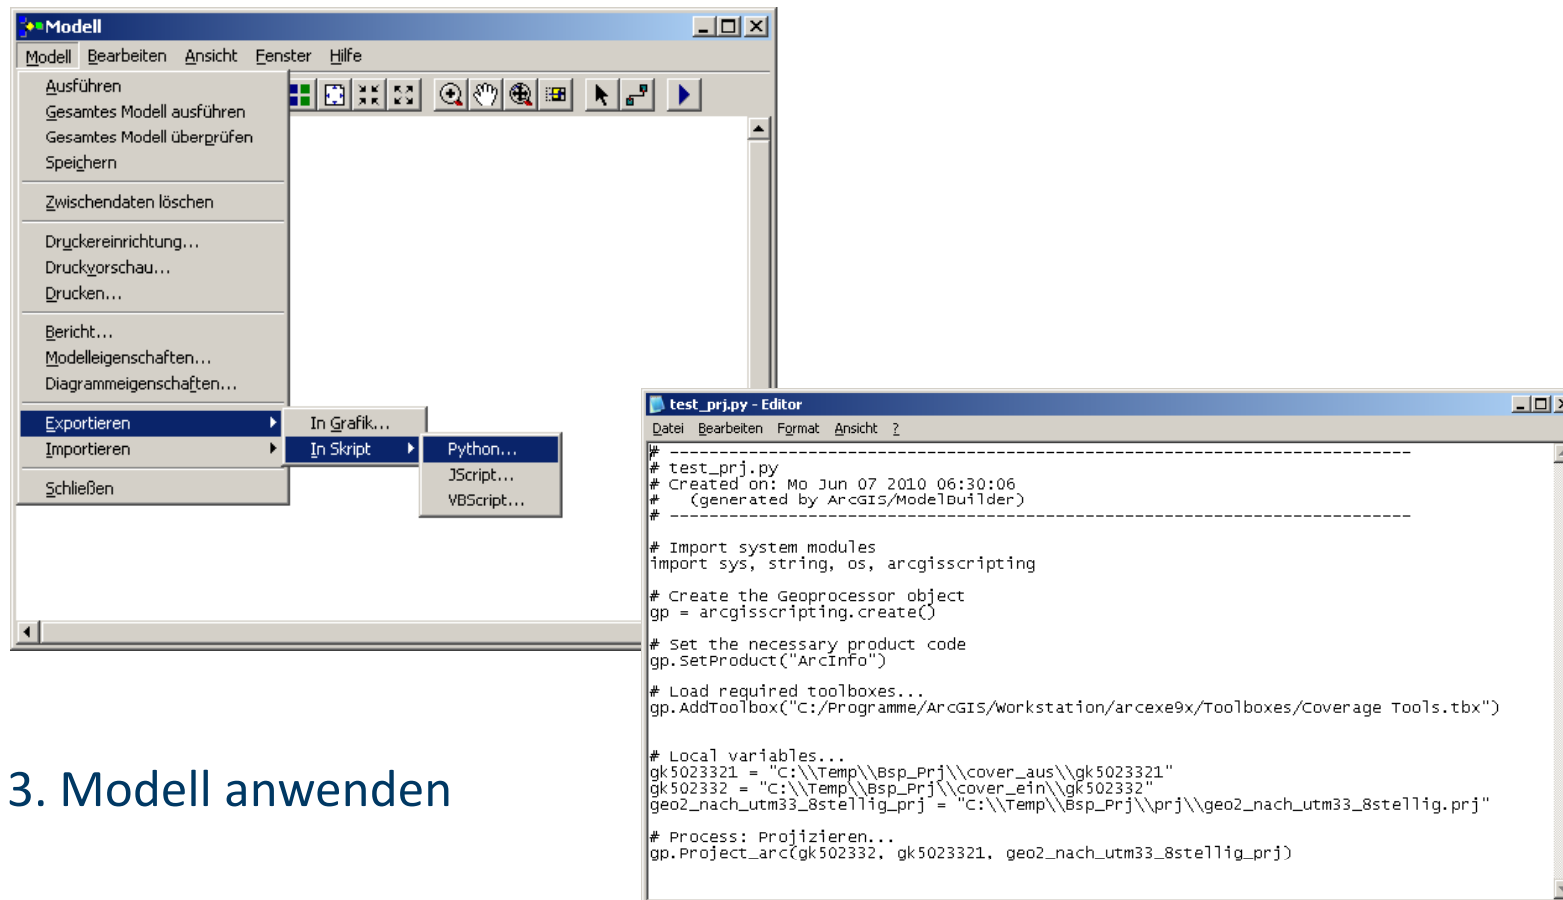 Modell
Modell Bearbeiten Ansicht Fenster Hilfe
Ausführen
Gesamtes Modell ausführen
Gesamtes Modell überprüfen
Speichern
Zwischendaten löschen
Druckereinrichtung...
Druckvorschau...
Drucken...
Bericht...
Modelleigenschaften...
Diagrammeigenschaften...
Exportieren
Importieren
Schließen
In Grafik...
In Skript
Python...
JScript...
VBScript...
test_prj.py - Editor
Datei Bearbeiten Format Ansicht ?
# ---------------------------------------------------------------------------
# test_prj.py
# Created on: Mo Jun 07 2010 06:30:06
#   (generated by ArcGIS/ModelBuilder)
# ---------------------------------------------------------------------------
# Import system modules
import sys, string, os, arcgisscripting
# Create the Geoprocessor object
gp = arcgisscripting.create()
# Set the necessary product code
gp.SetProduct("ArcInfo")
# Load required toolboxes...
gp.AddToolbox("C:/Programme/ArcGIS/Workstation/arcexe9x/Toolboxes/Coverage Tools.tbx")
# Local variables...
gk5023321 = "C:\\Temp\\Bsp_Prj\\cover_aus\\gk5023321"
gk502332 = "C:\\Temp\\Bsp_Prj\\cover_ein\\gk502332"
geo2_nach_utm33_8stellig_prj = "C:\\Temp\\Bsp_Prj\\prj\\geo2_nach_utm33_8stellig.prj"
# Process: Projizieren...
gp.Project_arc(gk502332, gk5023321, geo2_nach_utm33_8stellig_prj)
3. Modell anwenden